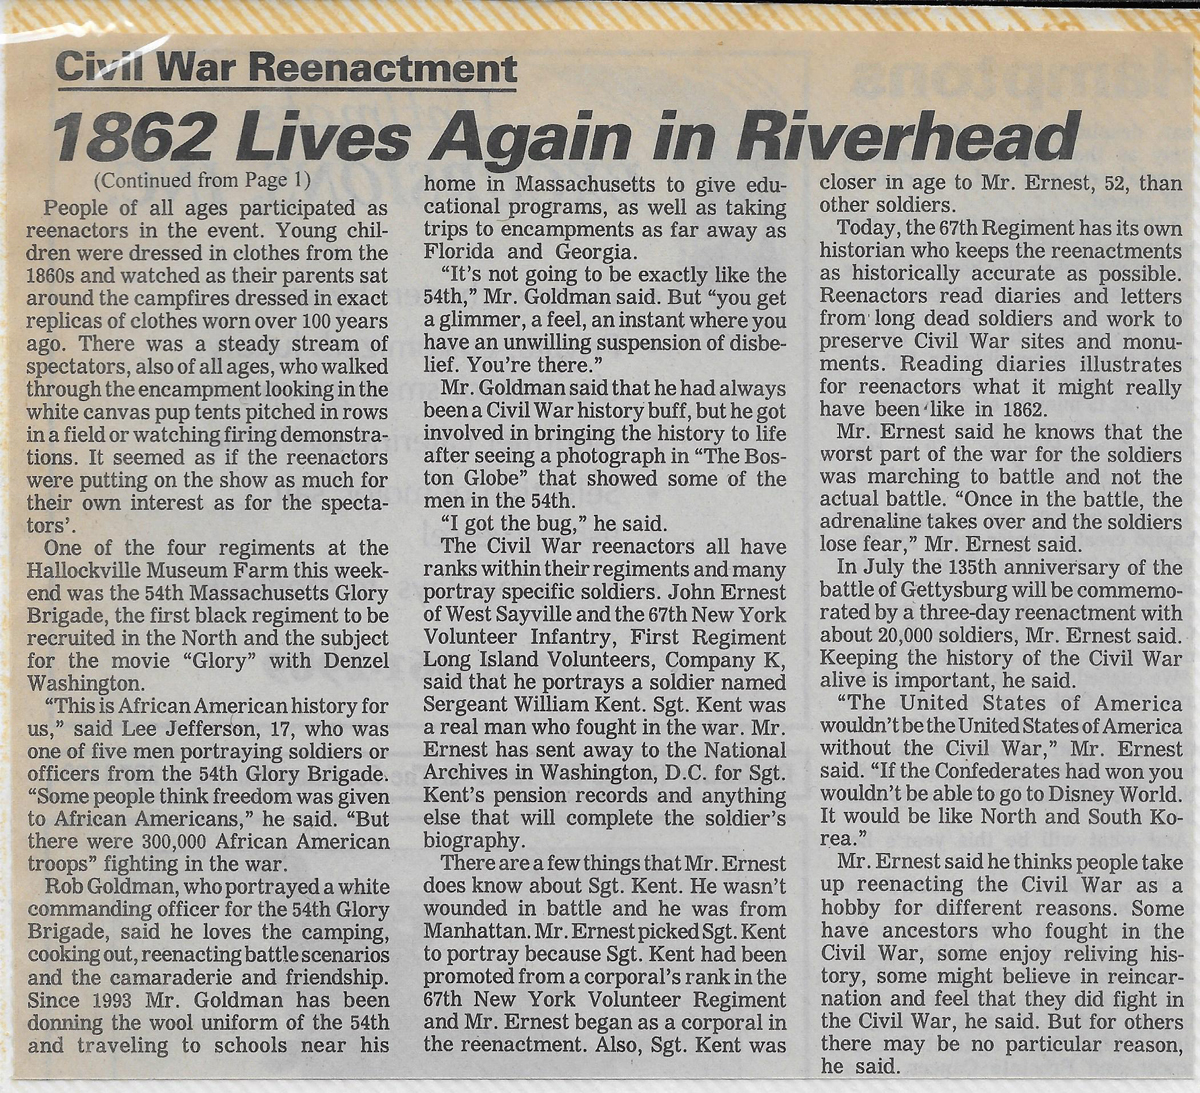 Civil War Reenactment
1862 Lives Again in Riverhead
(Continued from Page 1)
People of all ages participated as
reenactors in the event. Young chil-
dren were dressed in clothes from the
1860s and watched as their parents sat
around the campfires dressed in exact
replicas of clothes worn over 100 years
ago. There was a steady stream of
spectators, also of all ages, who walked
through the encampment looking in the
white canvas pup tents pitched in rows
in a field or watching firing demonstra-
tions. It seemed as if the reenactors
were putting on the show as much for
their own interest as for the specta-
tors'.
One of the four regiments at the
Hallockville Museum Farm this week-
end was the 54th Massachusetts Glory
Brigade, the first black regiment to be
recruited in the North and the subject
for the movie "Glory" with Denzel
Washington.
"This is African American history for
us," said Lee Jefferson, 17, who was
one of five men portraying soldiers or
officers from the 54th Glory Brigade.
"Some people think freedom was given
to African Americans," he said. "But
there were 300,000 African American
troops" fighting in the war.
Rob Goldman, who portrayed a white
commanding officer for the 54th Glory
Brigade, said he loves the camping,
cooking out, reenacting battle scenarios
and the camaraderie and friendship.
Since 1993 Mr. Goldman has been
donning the wool uniform of the 54th
and traveling to schools near his
home in Massachusetts to give edu-
cational programs, as well as taking
trips to encampments as far away as
Florida and Georgia.
"It's not going to be exactly like the
54th," Mr. Goldman said. But "you get
a glimmer, a feel, an instant where you
have an unwilling suspension of disbe-
lief. You're there."
Mr. Goldman said that he had always
been a Civil War history buff, but he got
involved in bringing the history to life
after seeing a photograph in "The Bos-
ton Globe" that showed some of the
men in the 54th.
"I got the bug," he said.
The Civil War reenactors all have
ranks within their regiments and many
portray specific soldiers. John Ernest
of West Sayville and the 67th New York
Volunteer Infantry, First Regiment
Long Island Volunteers, Company K,
said that he portrays a soldier named
Sergeant William Kent. Sgt. Kent was
a real man who fought in the war. Mr.
Ernest has sent away to the National
Archives in Washington, D.C. for Sgt.
Kent's pension records and anything
else that will complete the soldier's
biography.
There are a few things that Mr. Ernest
does know about Sgt. Kent. He wasn't
wounded in battle and he was from
Manhattan. Mr. Ernest picked Sgt. Kent
to portray because Sgt. Kent had been
promoted from a corporal's rank in the
67th New York Volunteer Regiment
and Mr. Ernest began as a corporal in
the reenactment. Also, Sgt. Kent was
closer in age to Mr. Ernest, 52, than
other soldiers.
Today, the 67th Regiment has its own
historian who keeps the reenactments
as historically accurate as possible.
Reenactors read diaries and letters
from long dead soldiers and work to
preserve Civil War sites and monu-
ments. Reading diaries illustrates
for reenactors what it might really
have been like in 1862.
Mr. Ernest said he knows that the
worst part of the war for the soldiers
was marching to battle and not the
actual battle. "Once in the battle, the
adrenaline takes over and the soldiers
lose fear," Mr. Ernest said.
In July the 135th anniversary of the
battle of Gettysburg will be commemo-
rated by a three-day reenactment with
about 20,000 soldiers, Mr. Ernest said.
Keeping the history of the Civil War
alive is important, he said.
"The United States of America
wouldn't be the United States of America
without the Civil War," Mr. Ernest
said. "If the Confederates had won you
wouldn't be able to go to Disney World.
It would be like North and South Ko-
rea."
Mr. Ernest said he thinks people take
up reenacting the Civil War as a
hobby for different reasons. Some
have ancestors who fought in the
Civil War, some enjoy reliving his-
tory, some might believe in reincar-
nation and feel that they did fight in
the Civil War, he said. But for others
there may be no particular reason,
he said.